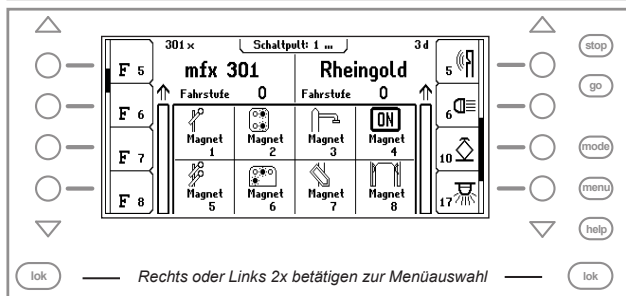 301 × Schaltpult: 1 ... 3 d
mfx 301 Rheingold
Fahrstufe 0 Fahrstufe 0
F 5
F 6
F 7
F 8
Magnet 1
Magnet 2
Magnet 3
ON
Magnet 4
Magnet 5
Magnet 6
Magnet 7
Magnet 8
5
6
10
17
stop
go
mode
menu
help
lok
Rechts oder Links 2x betätigen zur Menüauswahl
lok